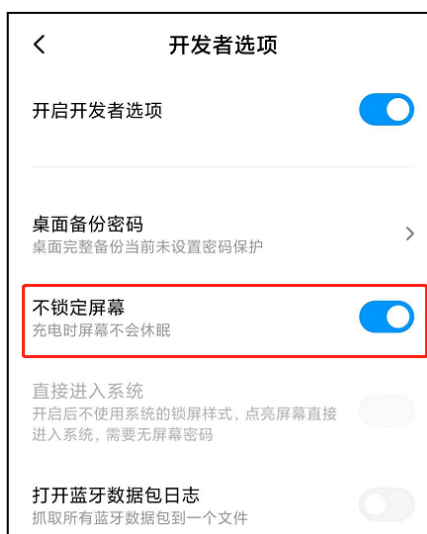 开发者选项
开启开发者选项
桌面备份密码
桌面完整备份当前未设置密码保护
不锁定屏幕
充电时屏幕不会休眠
直接进入系统
开启后不使用系统的锁屏样式，点亮屏幕直接
进入系统，需要无屏幕密码
打开蓝牙数据包日志
抓取所有蓝牙数据包到一个文件